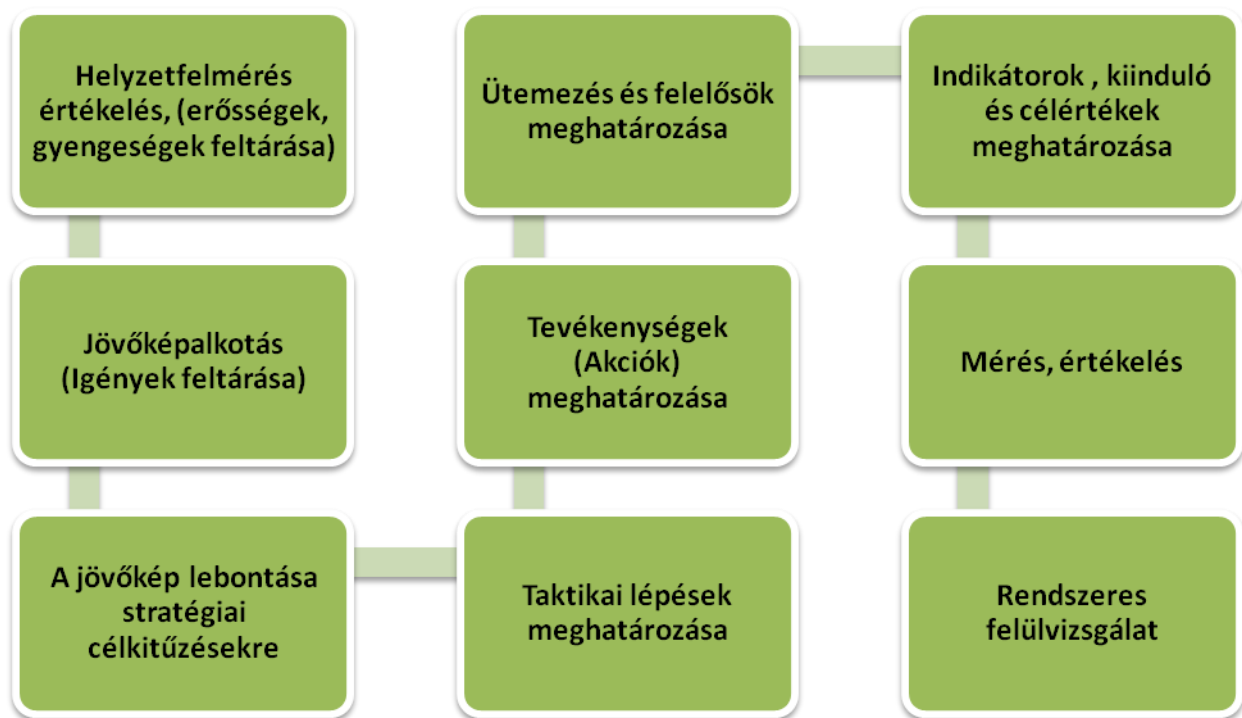 Helyzetfelmérés
értékelés, (erősségek,
gyengeségek feltárása)
Jövőképalkotás
(Igények feltárása)
A jövőkép lebontása
stratégiai
célkitűzésekre
Taktikai lépések
meghatározása
Tevékenységek
(Akciók)
meghatározása
Ütemezés és felelősök
meghatározása
Indikátorok , kiinduló
és célértékek
meghatározása
Mérés, értékelés
Rendszeres
felülvizsgálat